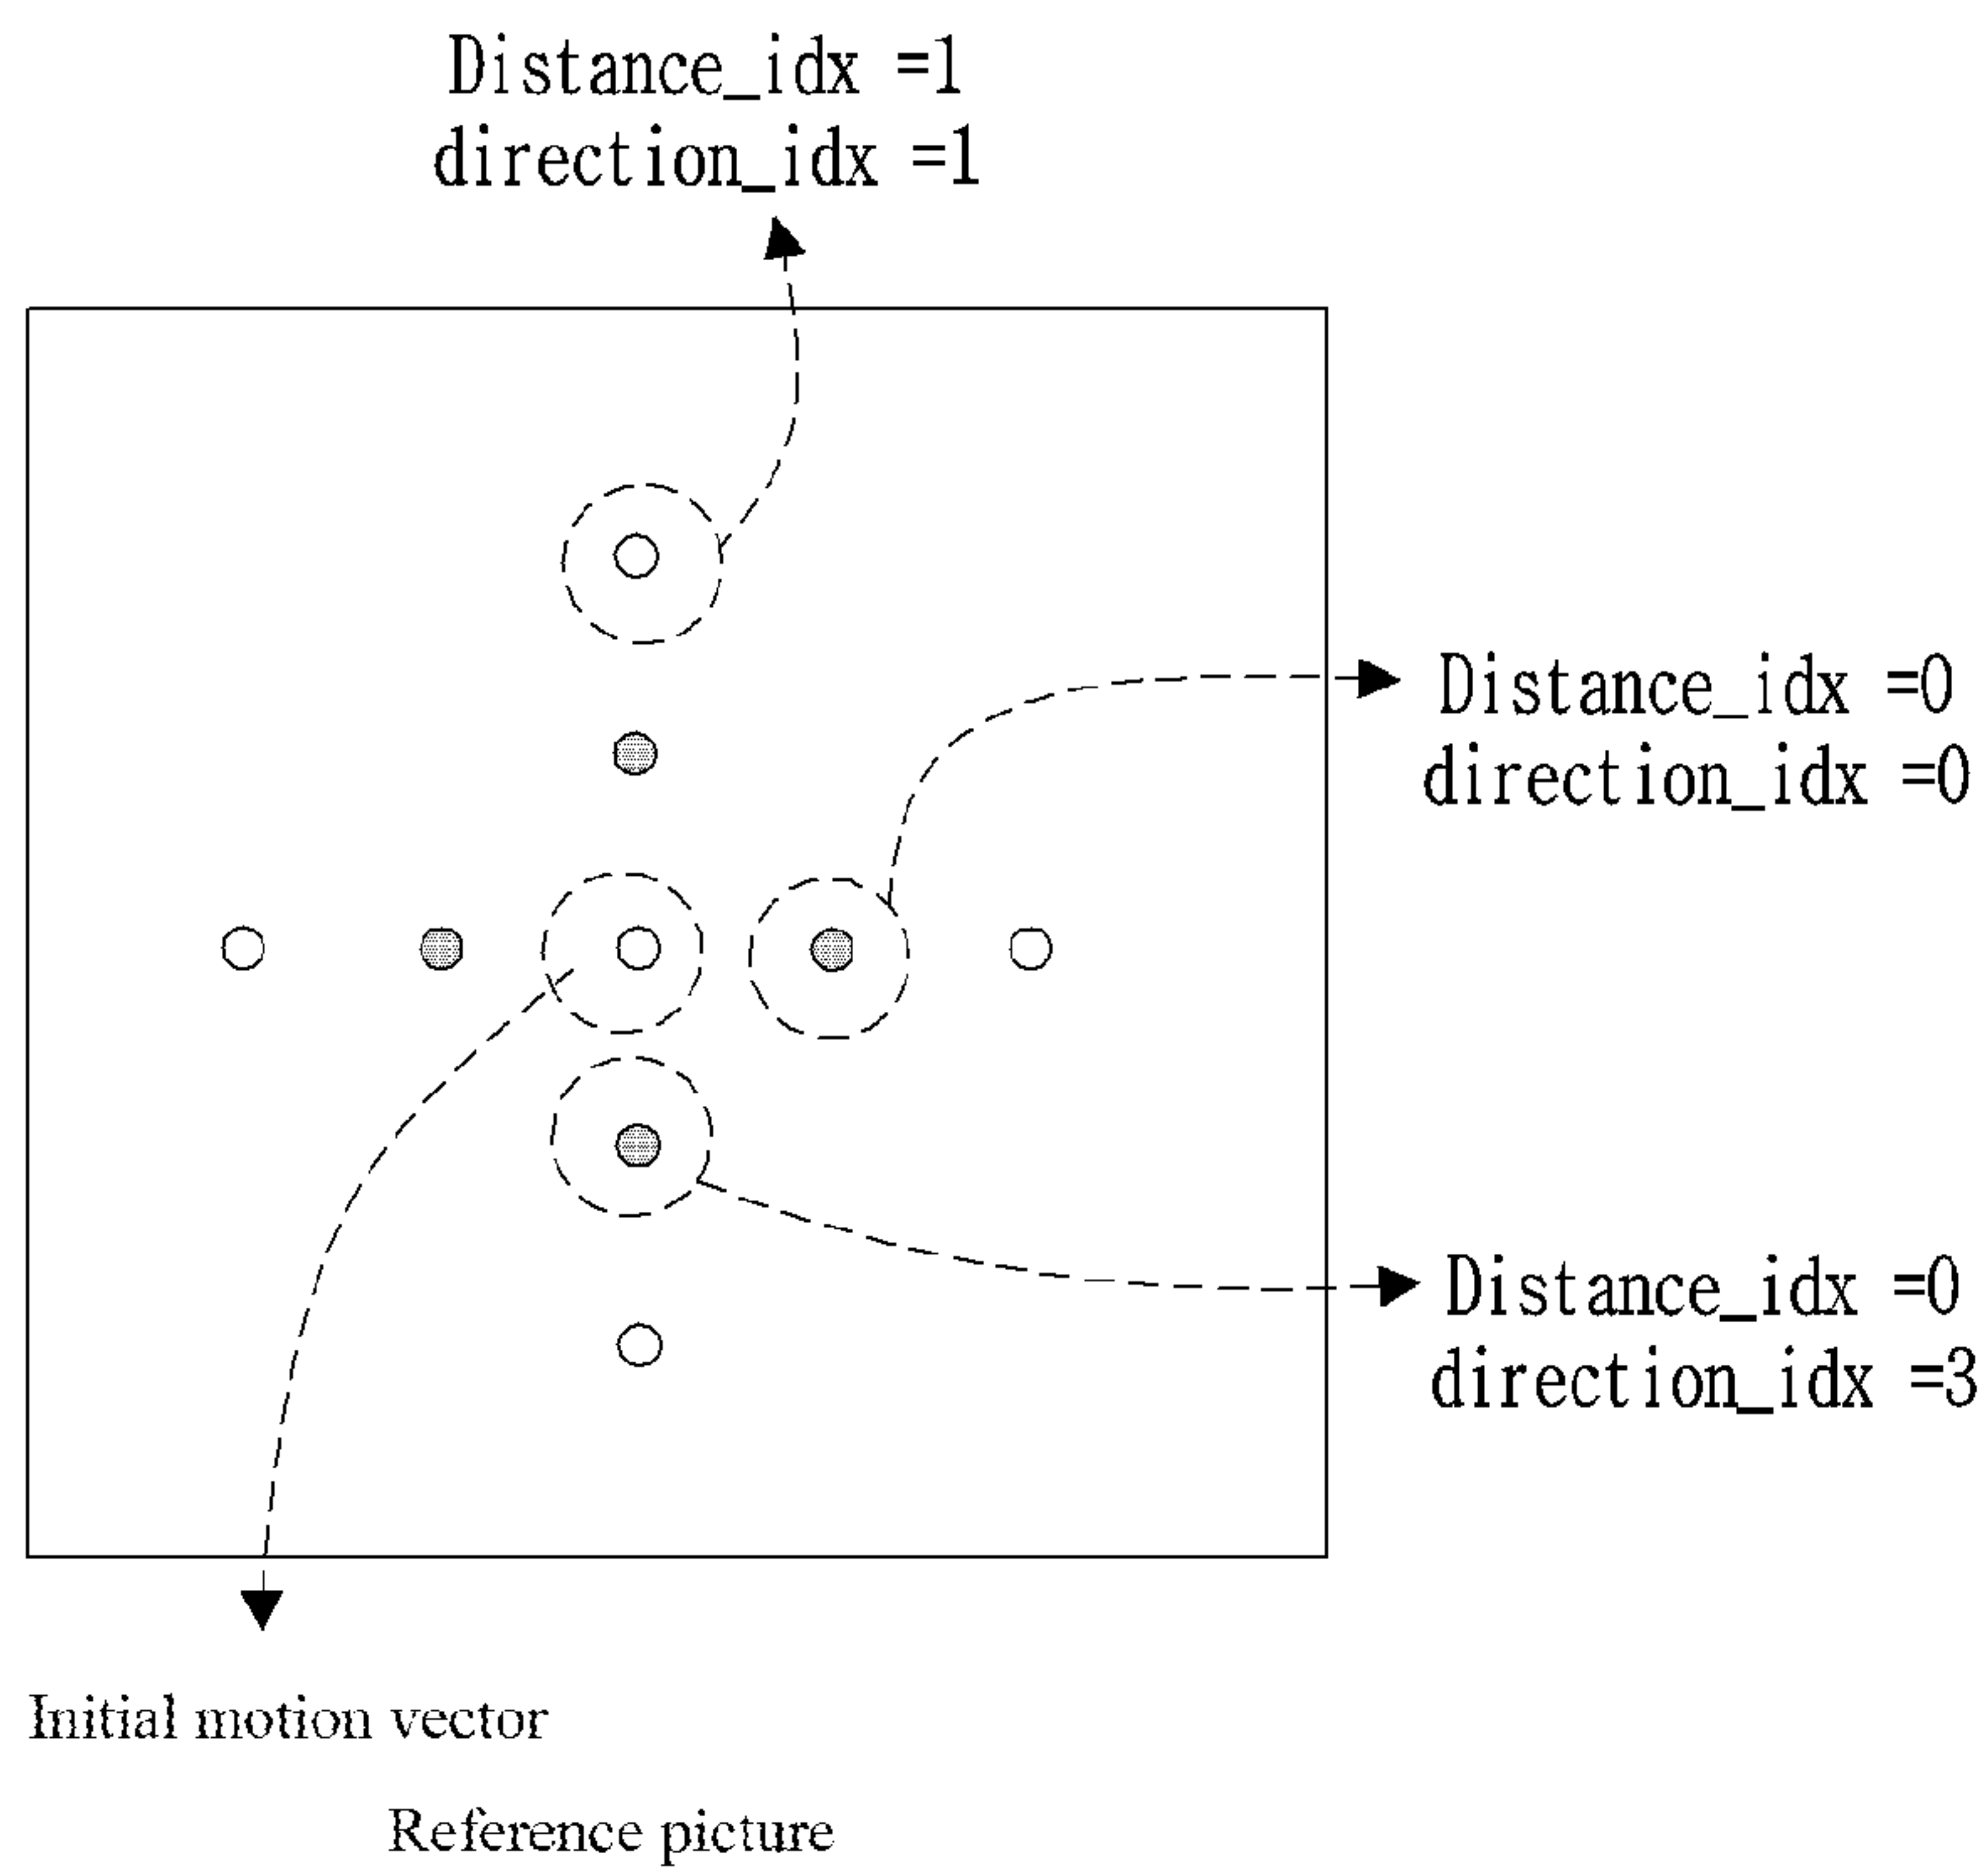 Distance_idx =1
direction_idx =1
Distance_idx =0
direction_idx =0
Distance_idx =0
direction_idx =3
Initial motion vector
Reference picture